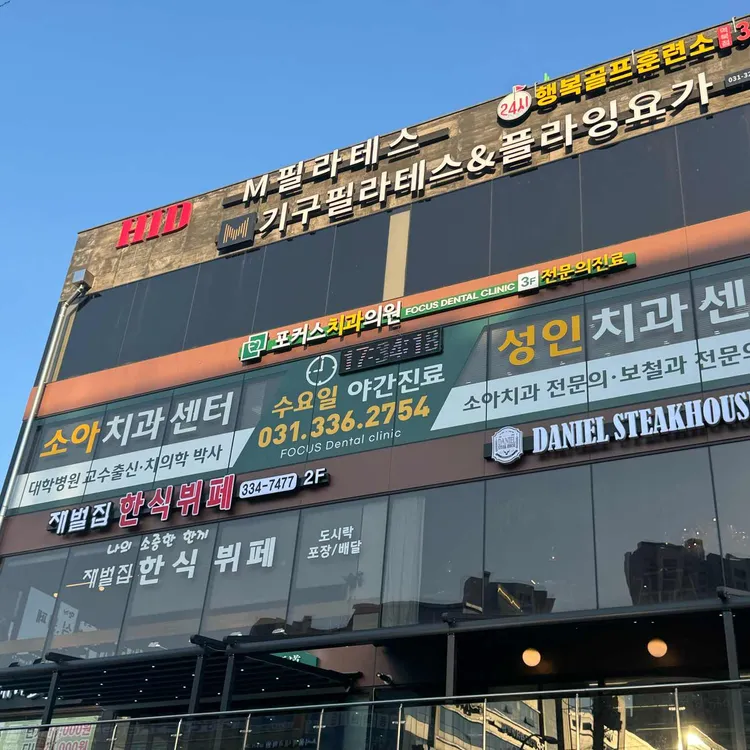 24시 행복골프훈련소
M필라테스
기구필라테스&플라잉요가
HID
포커스치과의원 FOCUS DENTAL CLINIC 3F 전문의진료
17:34:18
소아치과센터
대학병원 교수출신·치의학 박사
수요일 야간진료
031.336.2754
FOCUS Dental clinic
성인치과센
소아치과 전문의·보철과 전문의
DANIEL STEAKHOUSE
재벌집 한식뷔페 334-7477 2F
나의 소중한 한끼
재벌집 한식 뷔페
도시락
포장/배달